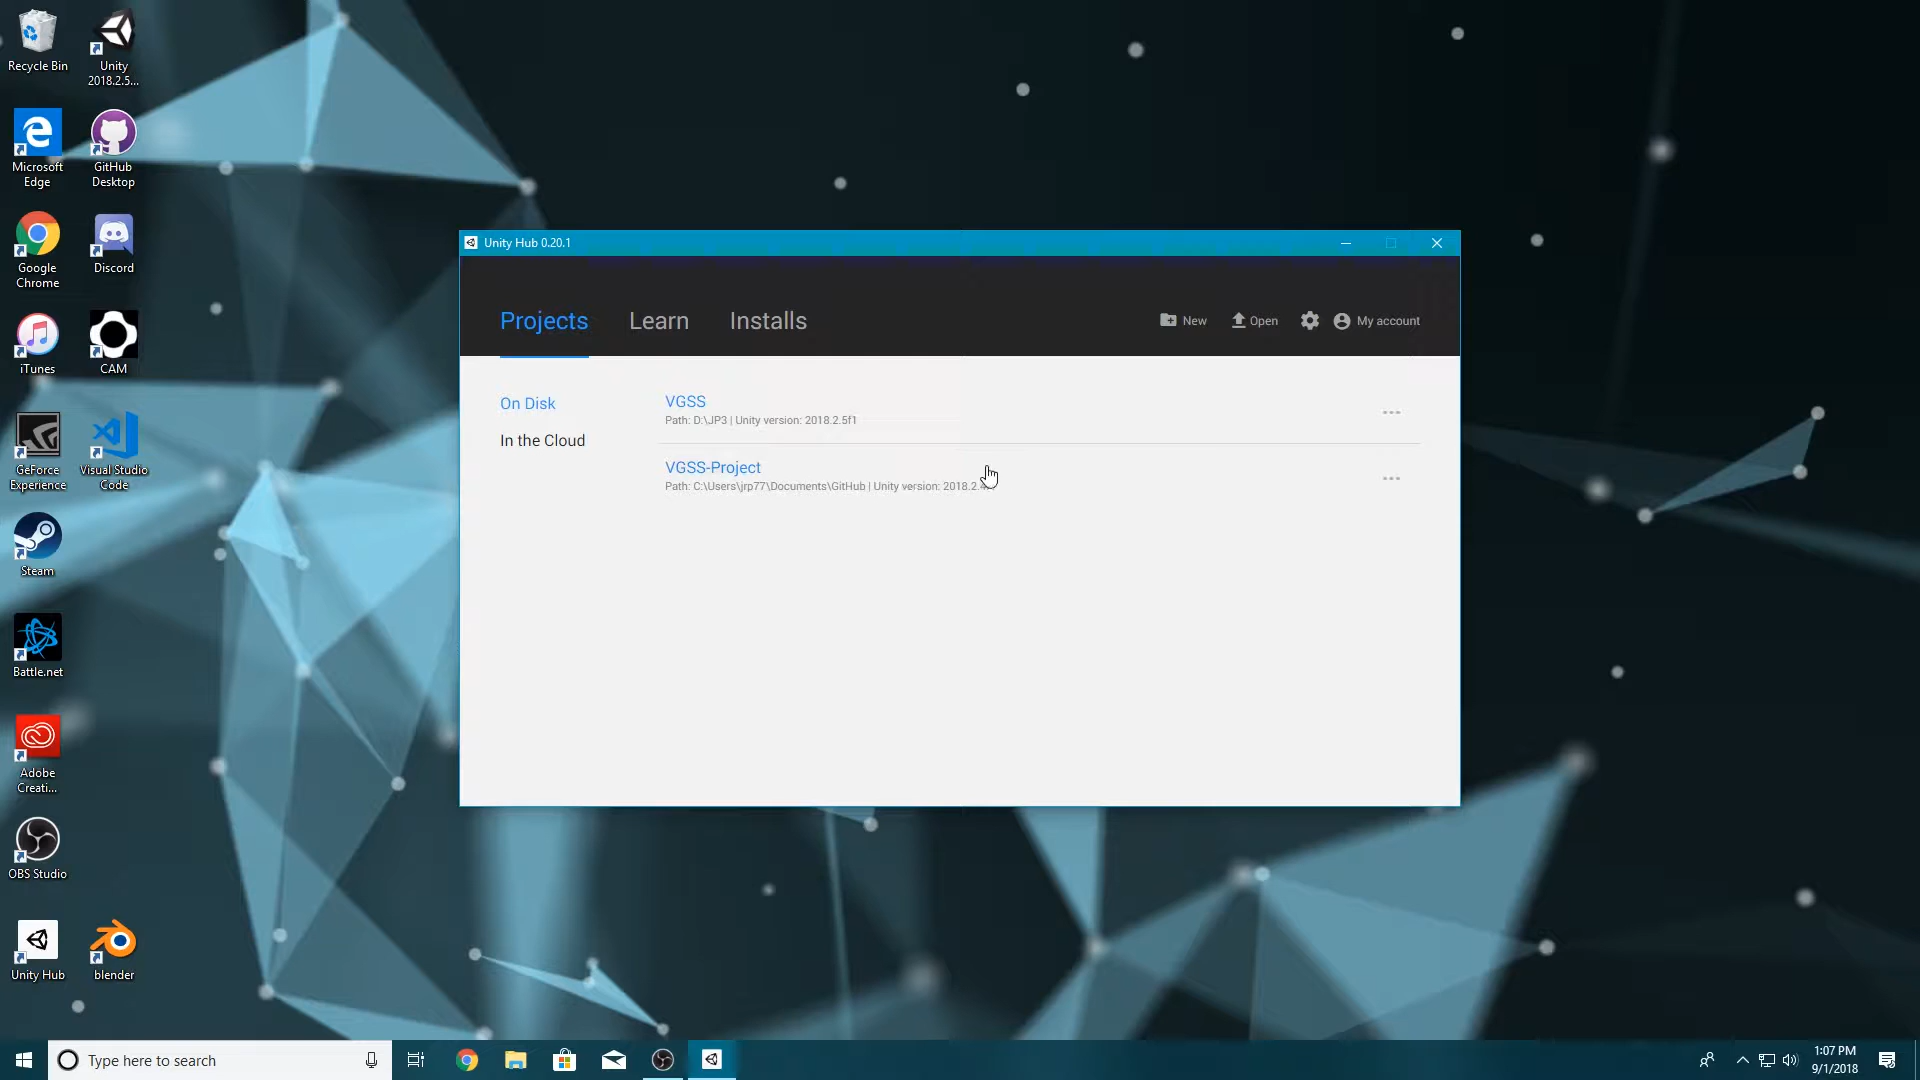 Recycle Bin
Unity
2018.2.5...
Microsoft
Edge
GitHub
Desktop
Google
Chrome
Discord
iTunes
CAM
GeForce
Experience
Visual Studio
Code
Steam
Battle.net
Adobe
Creati...
OBS Studio
Unity Hub
blender
Unity Hub 0.20.1
Projects
Learn
Installs
New
Open
My account
On Disk
In the Cloud
VGSS
Path: D:\JP3 | Unity version: 2018.2.5f1
VGSS-Project
Path: C:\Users\jrp77\Documents\GitHub | Unity version:
Type here to search
1:07 PM
9/1/2018